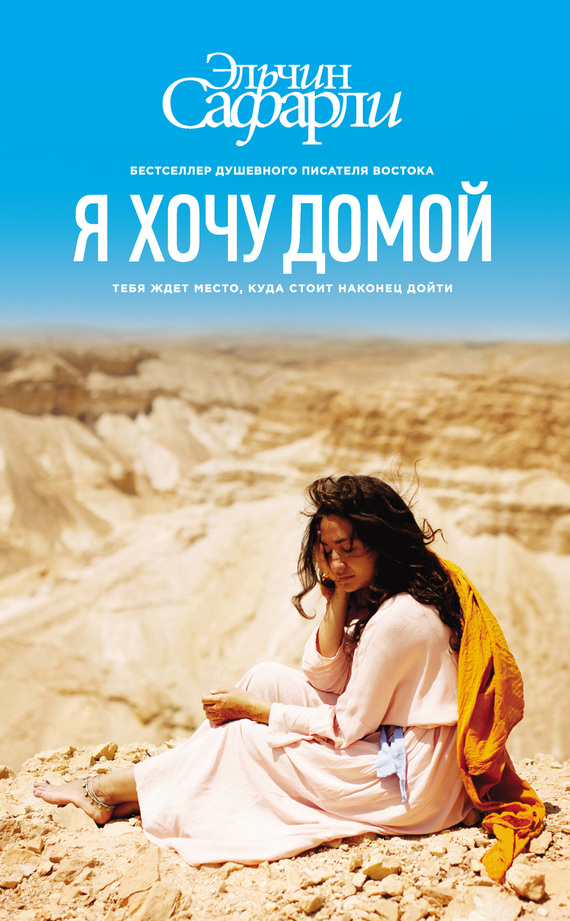 Эльчин
Сафарли
БЕСТСЕЛЛЕР ДУШЕВНОГО ПИСАТЕЛЯ ВОСТОКА
Я ХОЧУ ДОМОЙ
ТЕБЯ ЖДЕТ МЕСТО, КУДА СТОИТ НАКОНЕЦ ДОЙТИ